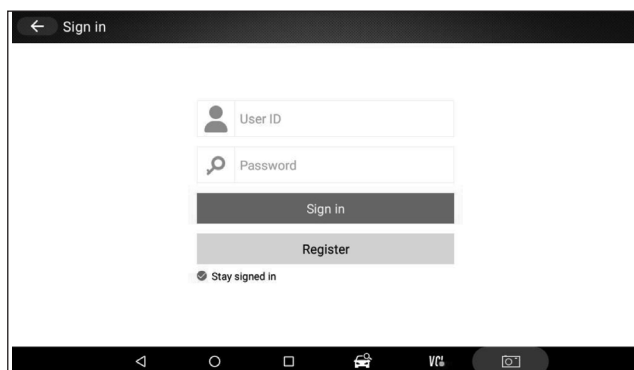 Sign in
User ID
Password
Sign in
Register
Stay signed in
VCI